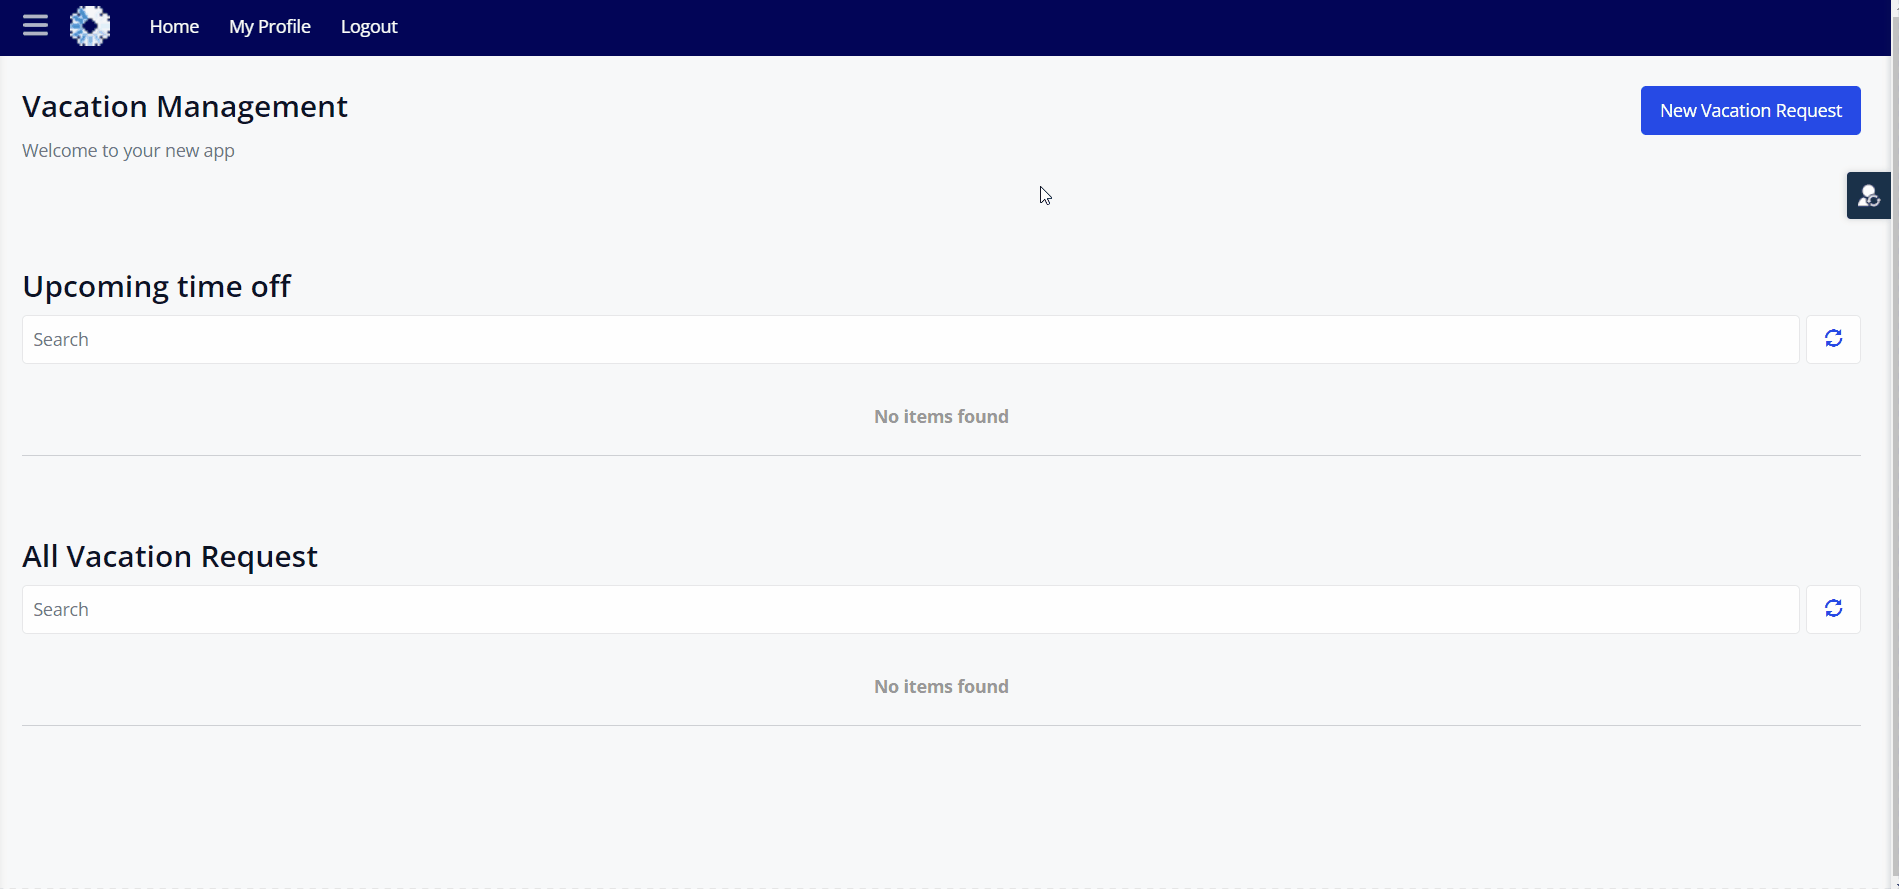 Home My Profile Logout
Vacation Management
New Vacation Request
Welcome to your new app
Upcoming time off
Search
No items found
All Vacation Request
Search
No items found